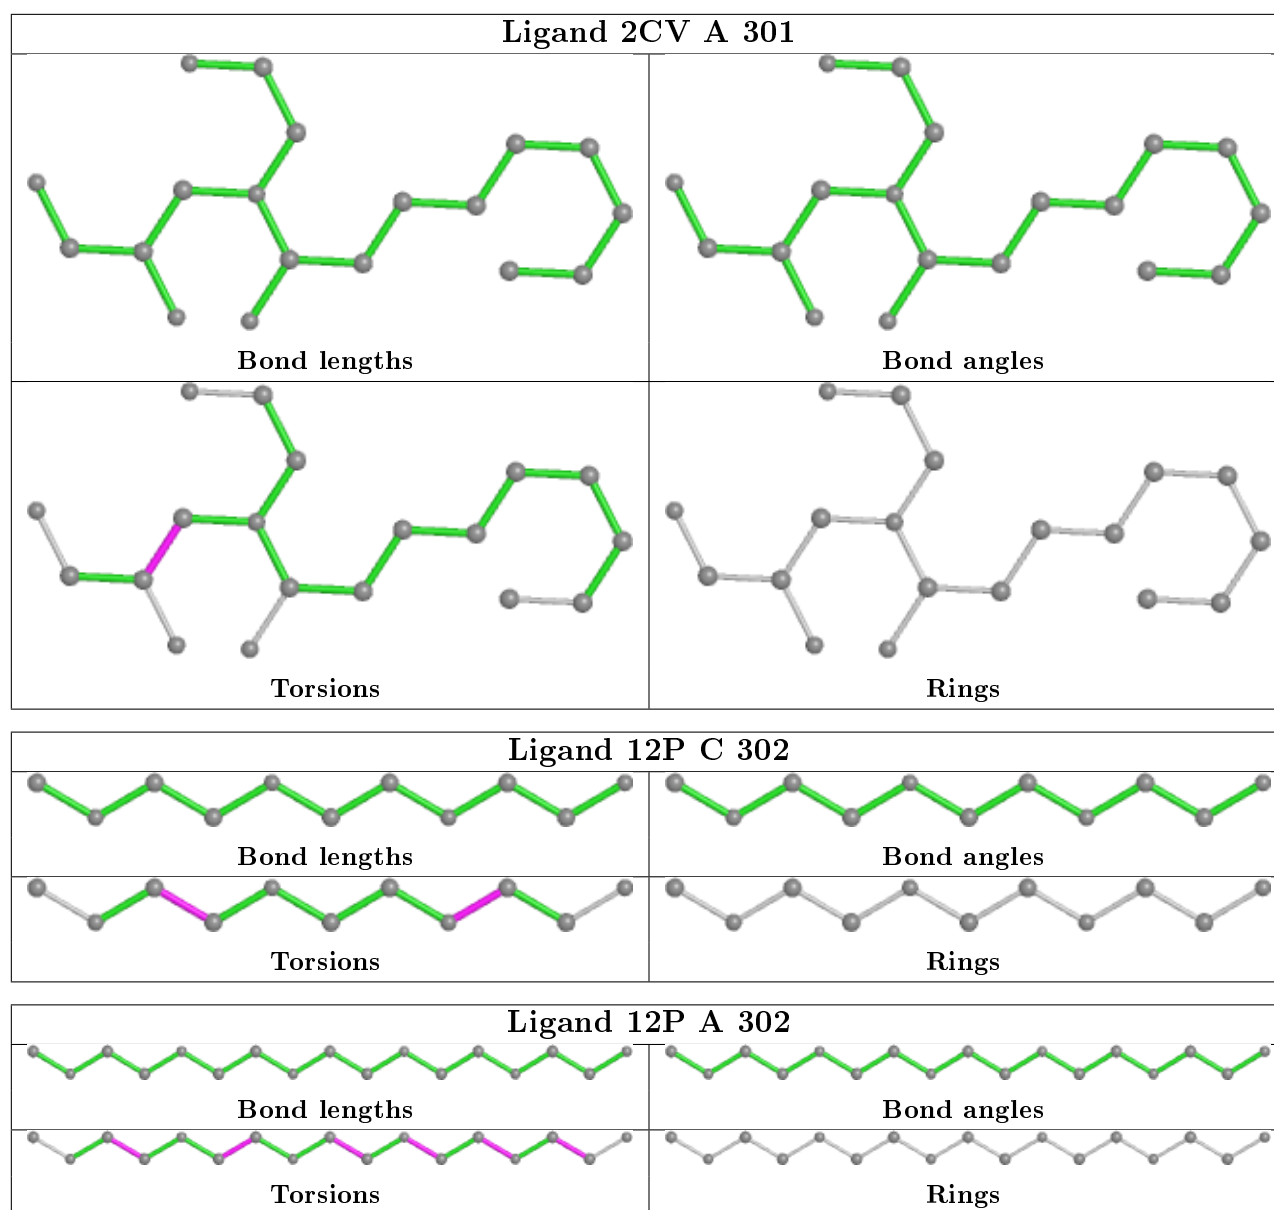 Ligand 2CV A 301
Bond lengths
Bond angles
Torsions
Rings
Ligand 12P C 302
Bond lengths
Bond angles
Torsions
Rings
Ligand 12P A 302
Bond lengths
Bond angles
Torsions
Rings